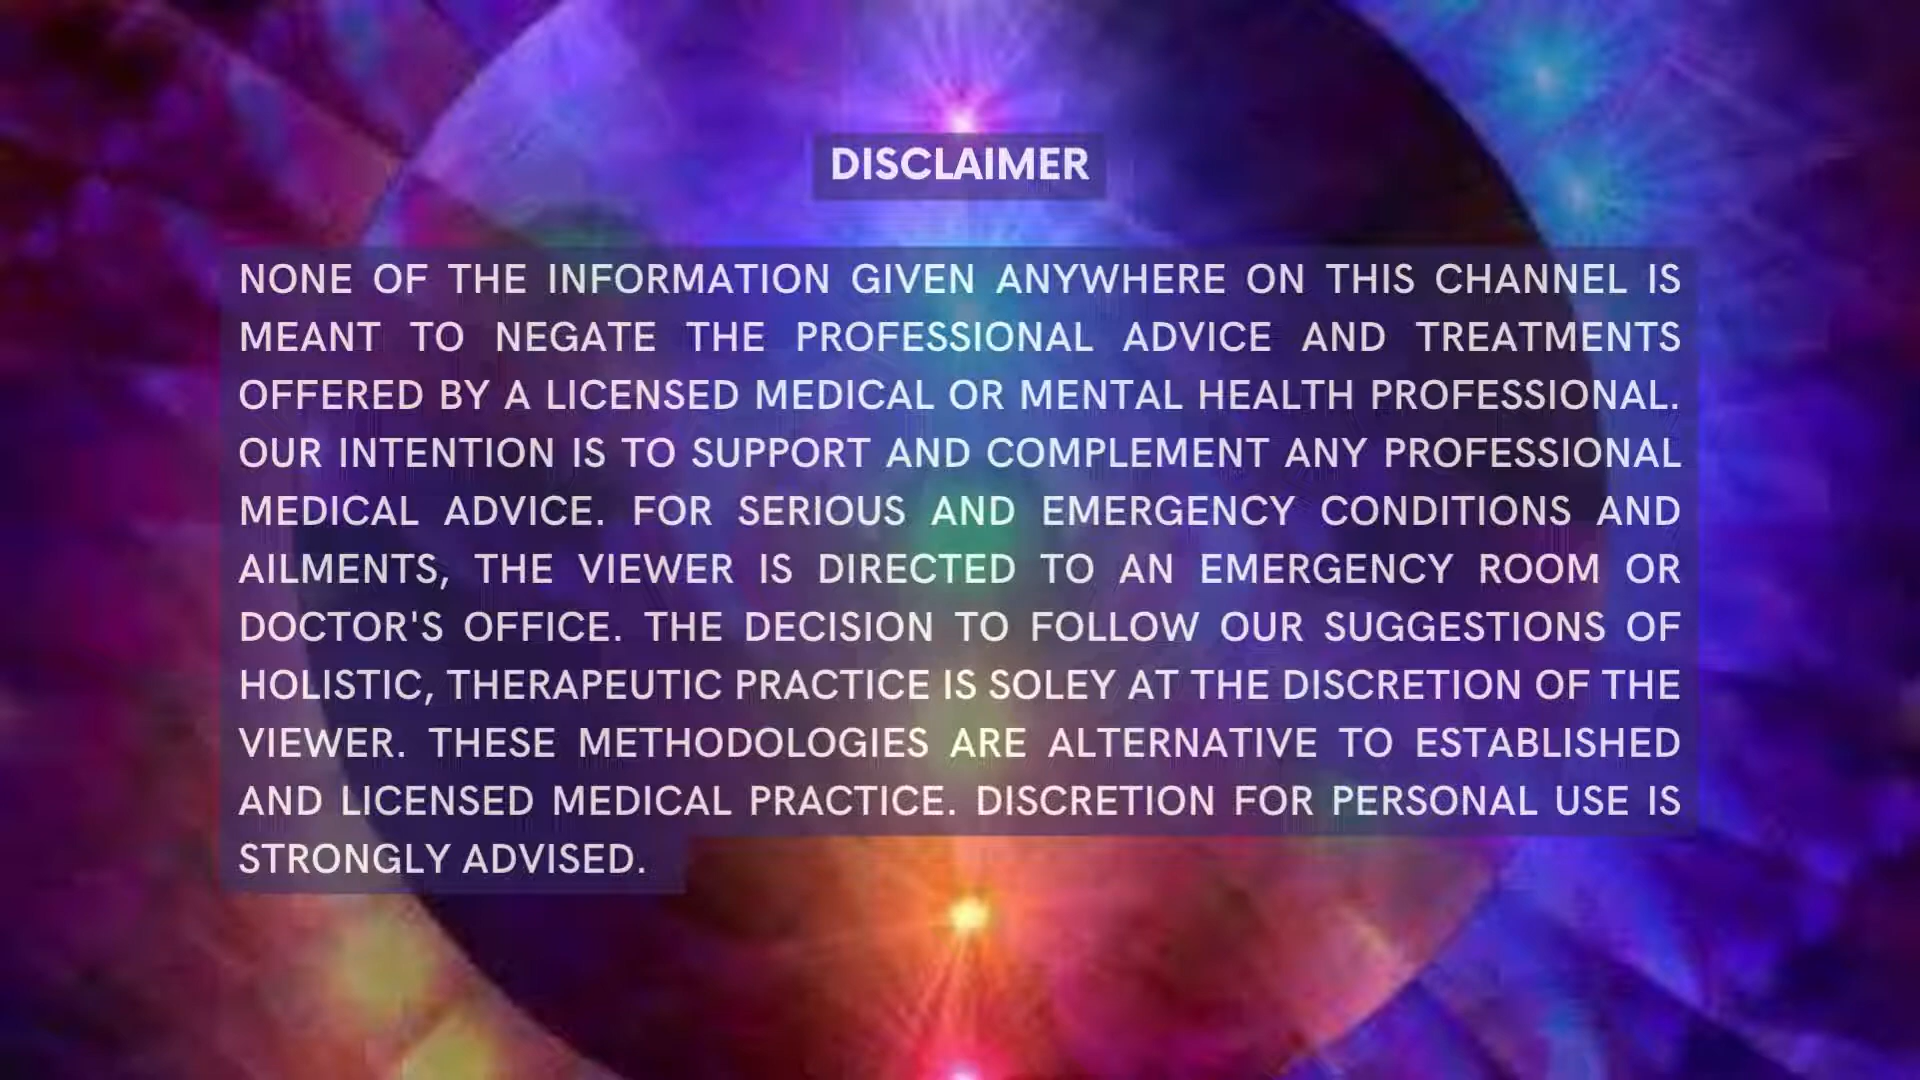 DISCLAIMER
NONE OF THE INFORMATION GIVEN ANYWHERE ON THIS CHANNEL IS
MEANT TO NEGATE THE PROFESSIONAL ADVICE AND TREATMENTS
OFFERED BY A LICENSED MEDICAL OR MENTAL HEALTH PROFESSIONAL.
OUR INTENTION IS TO SUPPORT AND COMPLEMENT ANY PROFESSIONAL
MEDICAL ADVICE. FOR SERIOUS AND EMERGENCY CONDITIONS AND
AILMENTS, THE VIEWER IS DIRECTED TO AN EMERGENCY ROOM OR
DOCTOR'S OFFICE. THE DECISION TO FOLLOW OUR SUGGESTIONS OF
HOLISTIC, THERAPEUTIC PRACTICE IS SOLEY AT THE DISCRETION OF THE
VIEWER. THESE METHODOLOGIES ARE ALTERNATIVE TO ESTABLISHED
AND LICENSED MEDICAL PRACTICE. DISCRETION FOR PERSONAL USE IS
STRONGLY ADVISED.